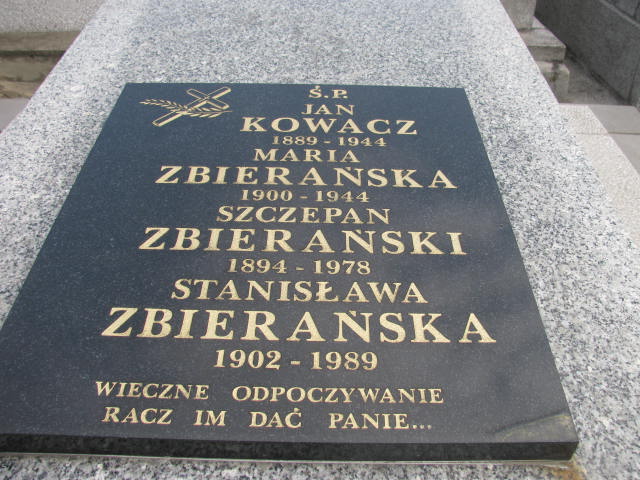 Ś.P.
JAN
KOWACZ
1889 - 1944
MARIA
ZBIERAŃSKA
1900 - 1944
SZCZEPAN
ZBIERAŃSKI
1894 - 1978
STANISŁAWA
ZBIERAŃSKA
1902 - 1989
WIECZNE ODPOCZYWANIE
RACZ IM DAĆ PANIE...